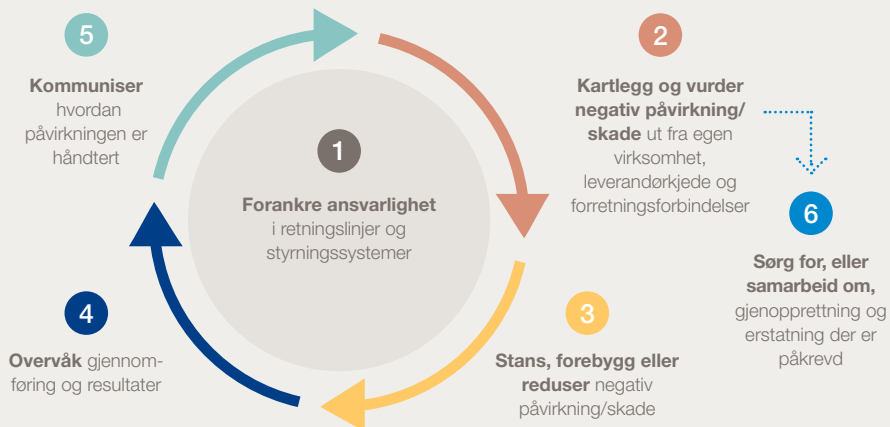 1
Forankre ansvarlighet
i retningslinjer og
styrningssystemer
2
Kartlegg og vurder
negativ påvirkning/
skade ut fra egen
virksomhet,
leverandørkjede og
forretningsforbindelser
3
Stans, forebygg eller
reduser negativ
påvirkning/skade
4
Overvåk gjennom-
føring og resultater
5
Kommuniser
hvordan
påvirkningen er
håndtert
6
Sørg for, eller
samarbeid om,
gjenopprettning og
erstatning der er
påkrevd